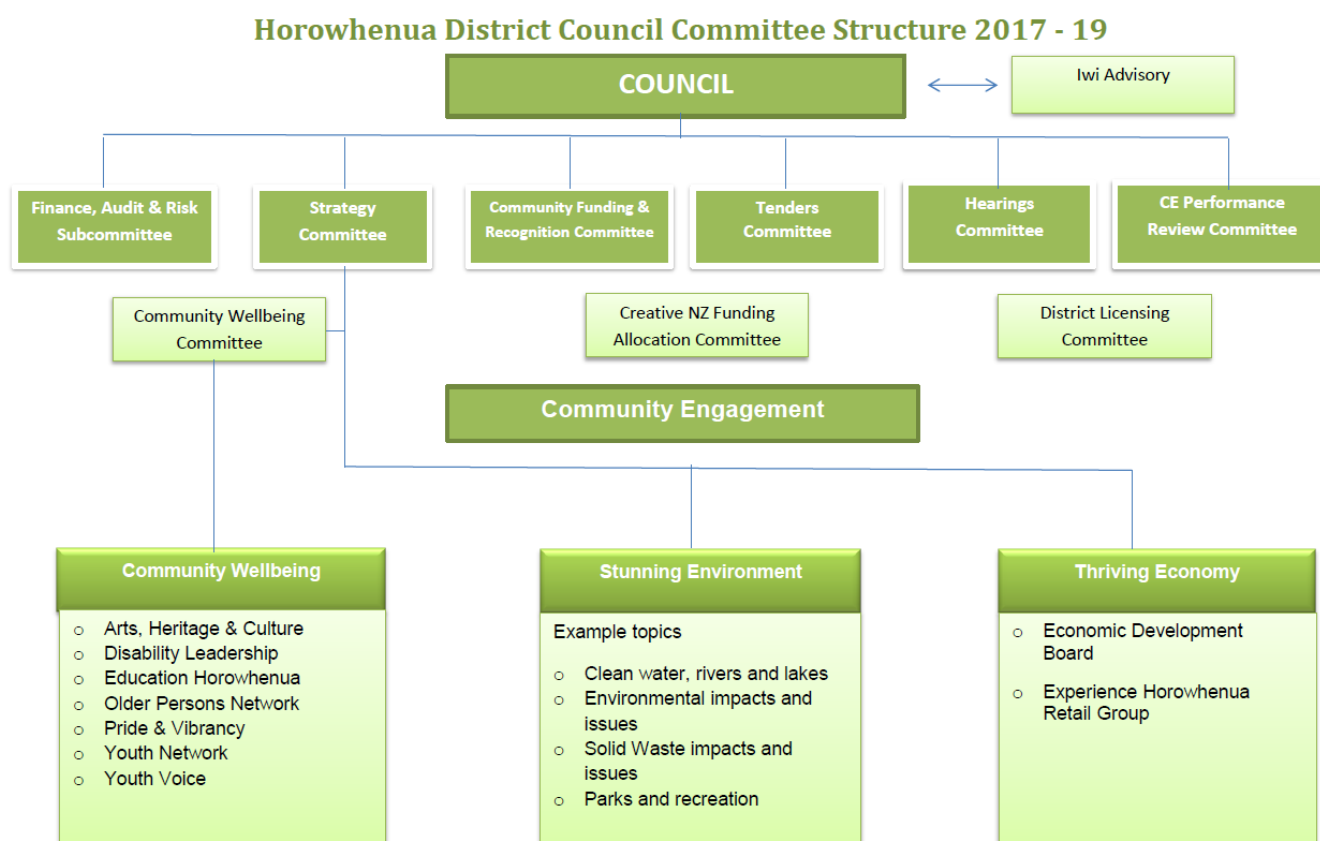 Horowhenua District Council Committee Structure 2017 - 19
COUNCIL
Iwi Advisory
Finance, Audit & Risk
Subcommittee
Strategy
Committee
Community Funding &
Recognition Committee
Tenders
Committee
Hearings
Committee
CE Performance
Review Committee
Community Wellbeing
Committee
Creative NZ Funding
Allocation Committee
District Licensing
Committee
Community Engagement
Community Wellbeing
o Arts, Heritage & Culture
o Disability Leadership
o Education Horowhenua
o Older Persons Network
o Pride & Vibrancy
o Youth Network
o Youth Voice
Stunning Environment
Example topics
o Clean water, rivers and lakes
o Environmental impacts and
issues
o Solid Waste impacts and
issues
o Parks and recreation
Thriving Economy
o Economic Development
Board
o Experience Horowhenua
Retail Group